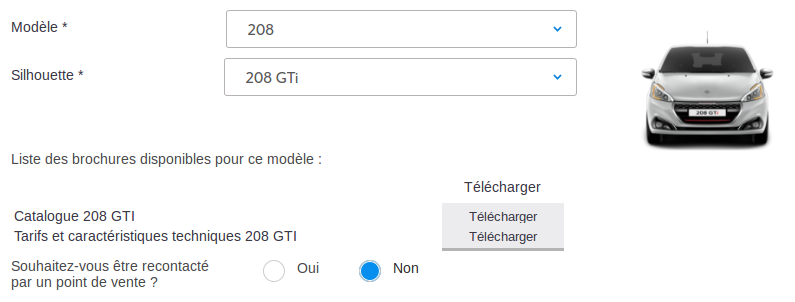 Modèle *
208
Silhouette *
208 GTi
208 GTi
Liste des brochures disponibles pour ce modèle :
Télécharger
Catalogue 208 GTI
Télécharger
Tarifs et caractéristiques techniques 208 GTI
Télécharger
Souhaitez-vous être recontacté
par un point de vente ?
Oui
Non